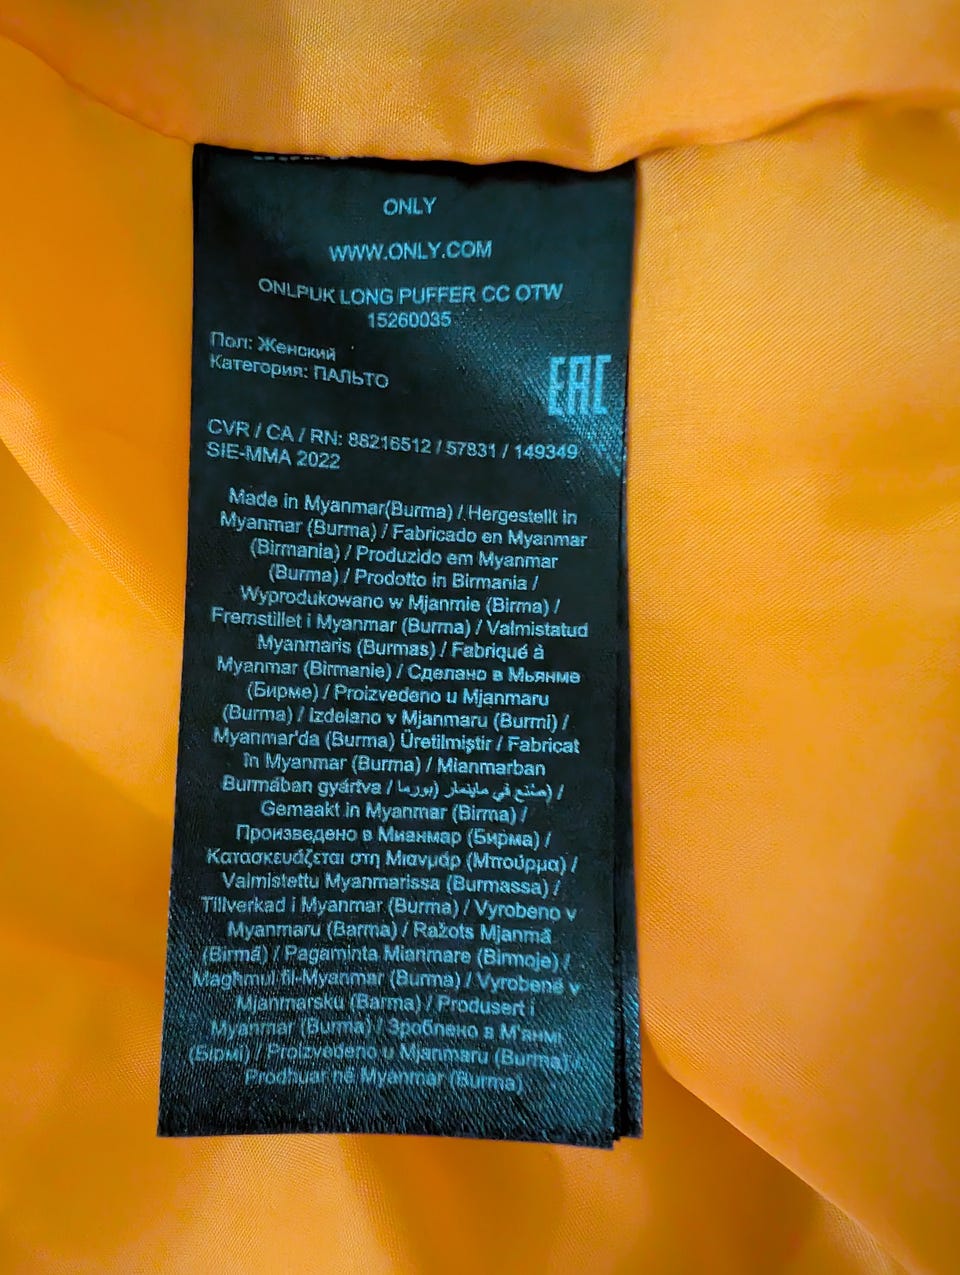 ONLY
WWW.ONLY.COM
ONLPUK LONG PUFFER CC OTW
15260035
Пол: Женский
Категория: ПАЛЬТО
EAC
CVR / CA / RN: 88216512 / 57831 / 149349
SIE-MMA 2022
Made in Myanmar(Burma) / Hergestellt in
Myanmar (Burma) / Fabricado en Myanmar
(Birmania) / Produzido em Myanmar
(Burma) / Prodotto in Birmania /
Wyprodukowano w Mjanmie (Birma) /
Fremstillet i Myanmar (Burma) / Valmistatud
Myanmaris (Burmas) / Fabriqué à
Myanmar (Birmanie) / Сделано в Мьянме
(Бирме) / Proizvedeno u Mjanmaru
(Burma) / Izdelano v Mjanmaru (Burmi) /
Myanmar'da (Burma) Üretilmiştir / Fabricat
în Myanmar (Burma) / Mianmarban
Burmában gyártva / صنع في ماينمار (بورما) /
Gemaakt in Myanmar (Birma) /
Произведено в Мианмар (Бирма) /
Κατασκευάζεται στη Μιανμάρ (Μπούρμα) /
Valmistettu Myanmarissa (Burmassa) /
Tillverkad i Myanmar (Burma) / Vyrobeno v
Myanmaru (Barma) / Ražots Mjanmā
(Birmā) / Pagaminta Mianmare (Birmoje) /
Magħmul fil-Myanmar (Burma) / Vyrobené v
Mianmarsku (Barma) / Produsert i
Myanmar (Burma) / Зроблено в М'янмі
(Бірмі) / Proizvedeno u Mjanmaru (Burma) /
Prodhuar në Myanmar (Burma)